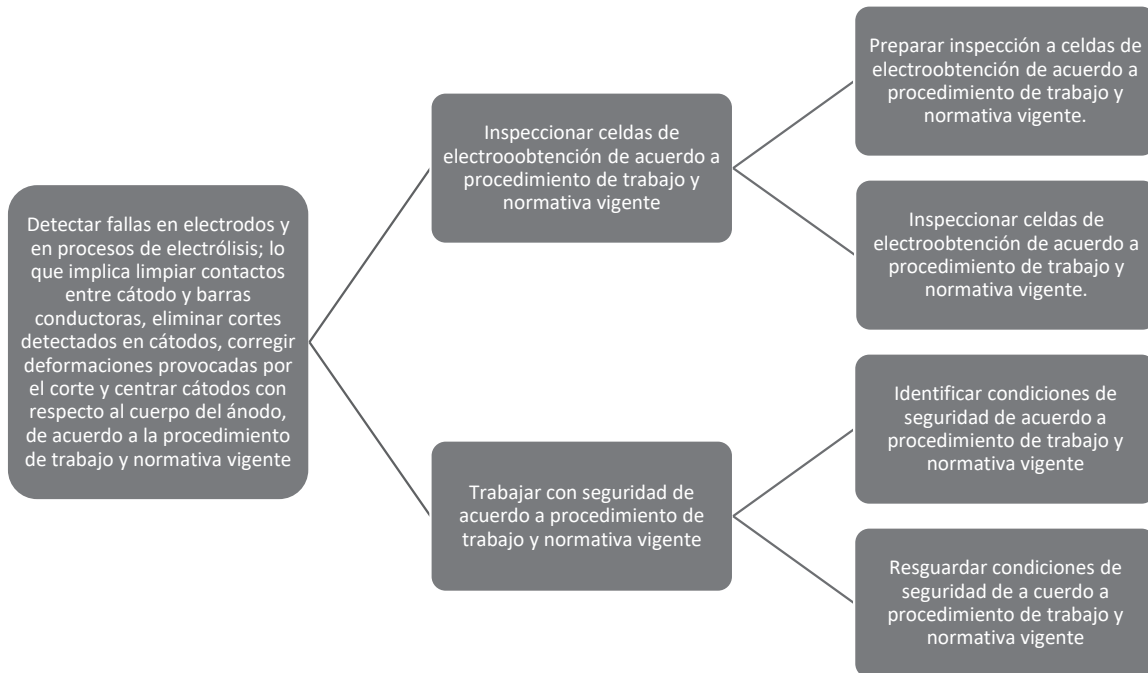 Detectar fallas en electrodos y
en procesos de electrólisis; lo
que implica limpiar contactos
entre cátodo y barras
conductoras, eliminar cortes
detectados en cátodos, corregir
deformaciones provocadas por
el corte y centrar cátodos con
respecto al cuerpo del ánodo,
de acuerdo a la procedimiento
de trabajo y normativa vigente
Inspeccionar celdas de
electrooobtención de acuerdo a
procedimiento de trabajo y
normativa vigente
Preparar inspección a celdas de
electroobtención de acuerdo a
procedimiento de trabajo y
normativa vigente.
Inspeccionar celdas de
electroobtención de acuerdo a
procedimiento de trabajo y
normativa vigente.
Trabajar con seguridad de
acuerdo a procedimiento de
trabajo y normativa vigente
Identificar condiciones de
seguridad de acuerdo a
procedimiento de trabajo y
normativa vigente
Resguardar condiciones de
seguridad de a cuerdo a
procedimiento de trabajo y
normativa vigente